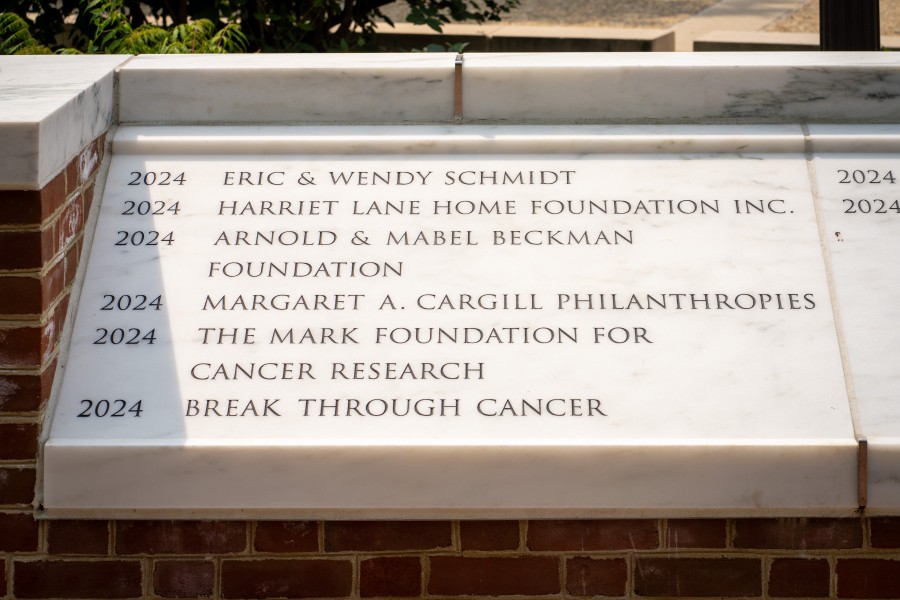 2024 ERIC & WENDY SCHMIDT
2024 HARRIET LANE HOME FOUNDATION INC.
2024 ARNOLD & MABEL BECKMAN
FOUNDATION
2024 MARGARET A. CARGILL PHILANTHROPIES
2024 THE MARK FOUNDATION FOR
CANCER RESEARCH
2024 BREAK THROUGH CANCER
2024
2024